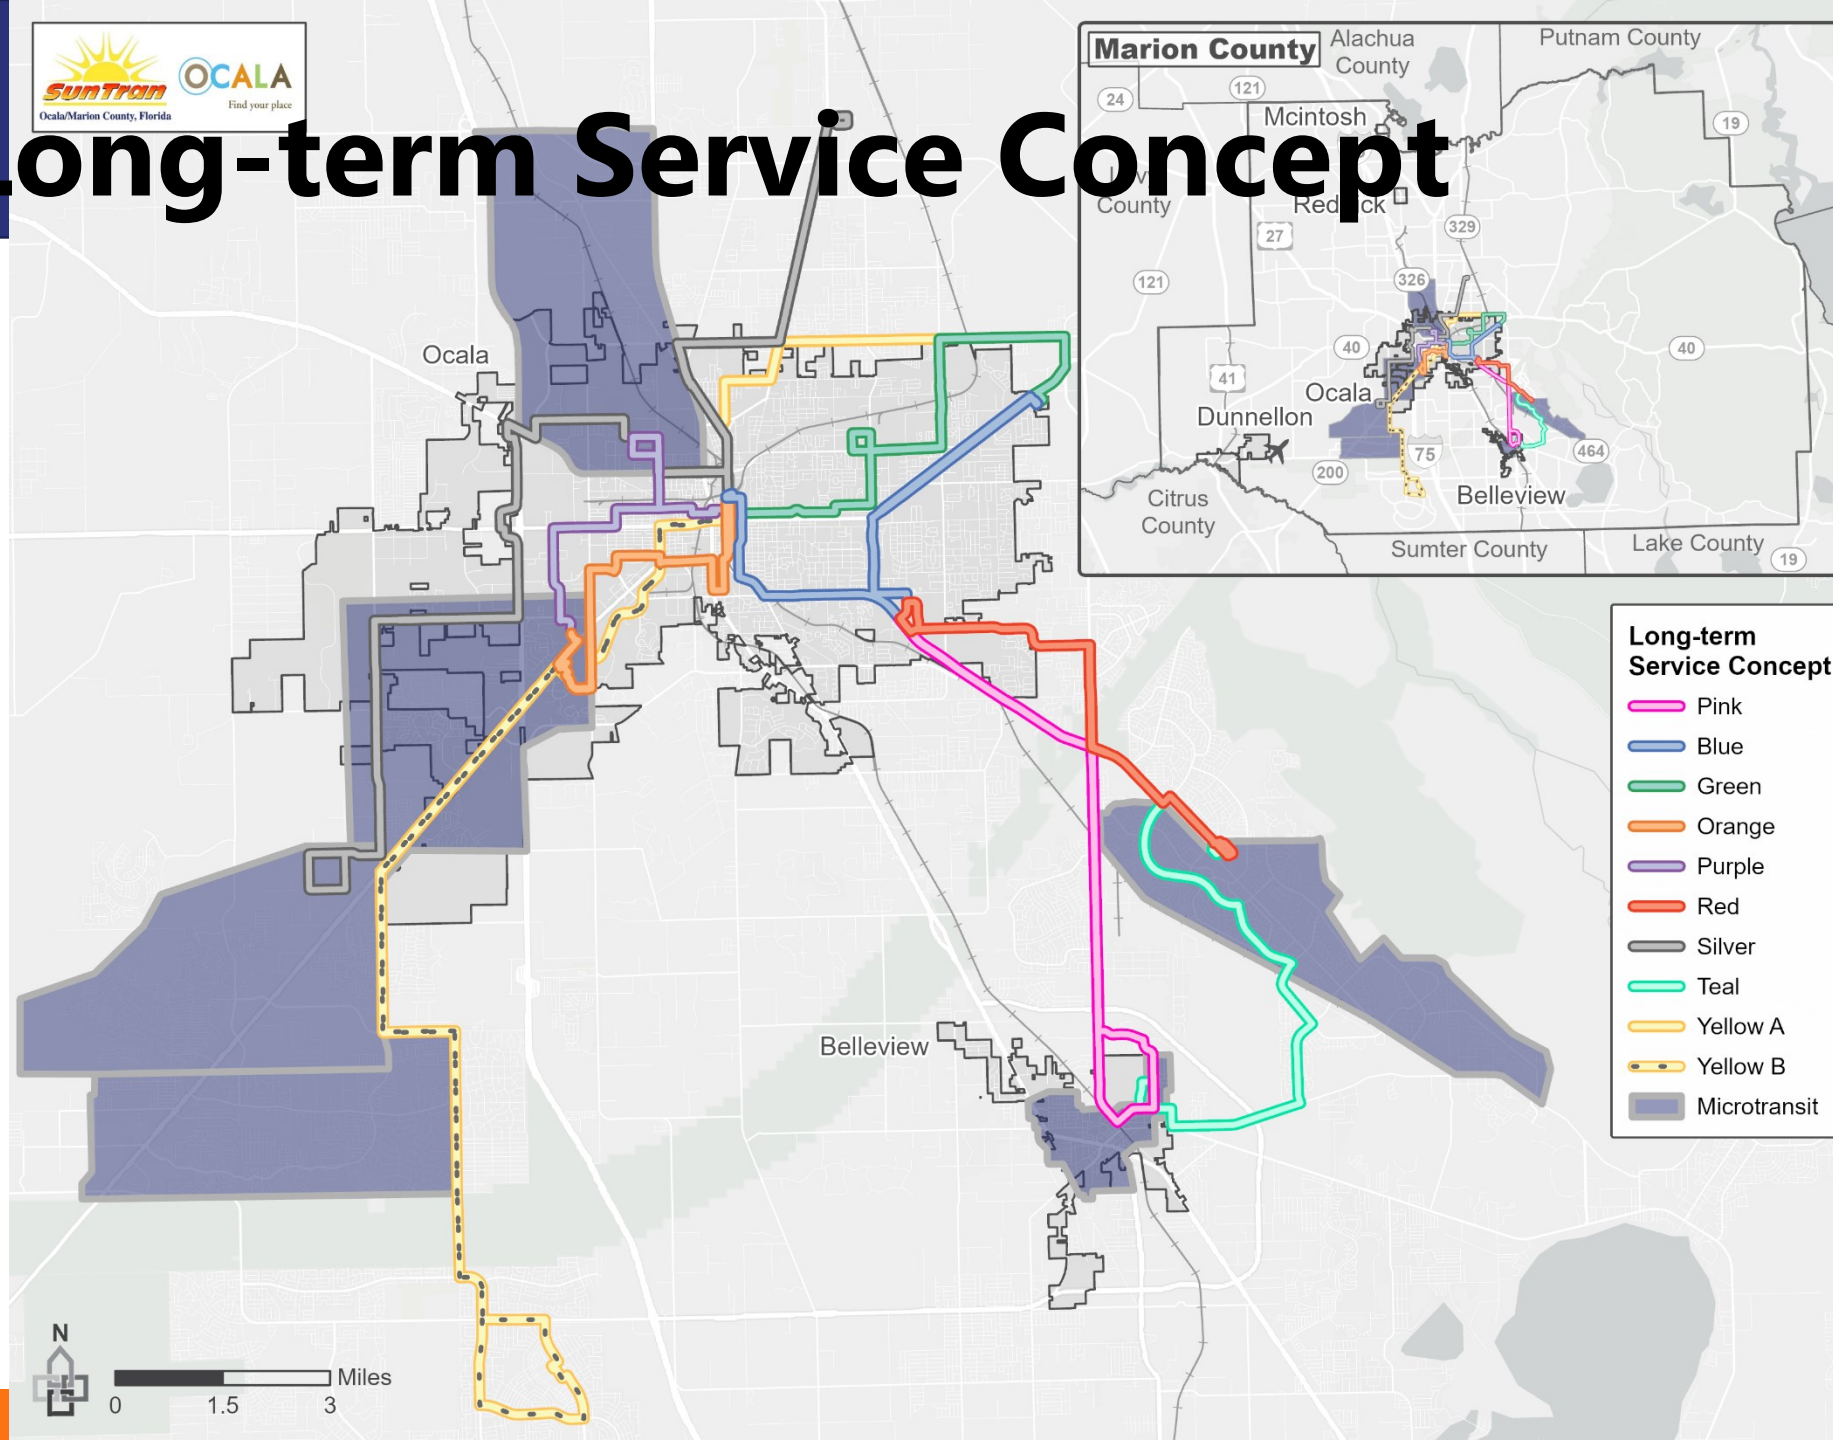 SunTran
Ocala/Marion County, Florida
OCALA
Find your place
ong-term Service Concept
Marion County
Alachua
County
Putnam County
24
121
Mcintosh
19
County
Red
ck
27
329
121
326
40
40
41
Ocala
Dunnellon
75
464
200
Belleview
Citrus
County
Sumter County
Lake County
19
Ocala
Belleview
Long-term
Service Concept
Pink
Blue
Green
Orange
Purple
Red
Silver
Teal
Yellow A
Yellow B
Microtransit
N
Miles
0
1.5
3